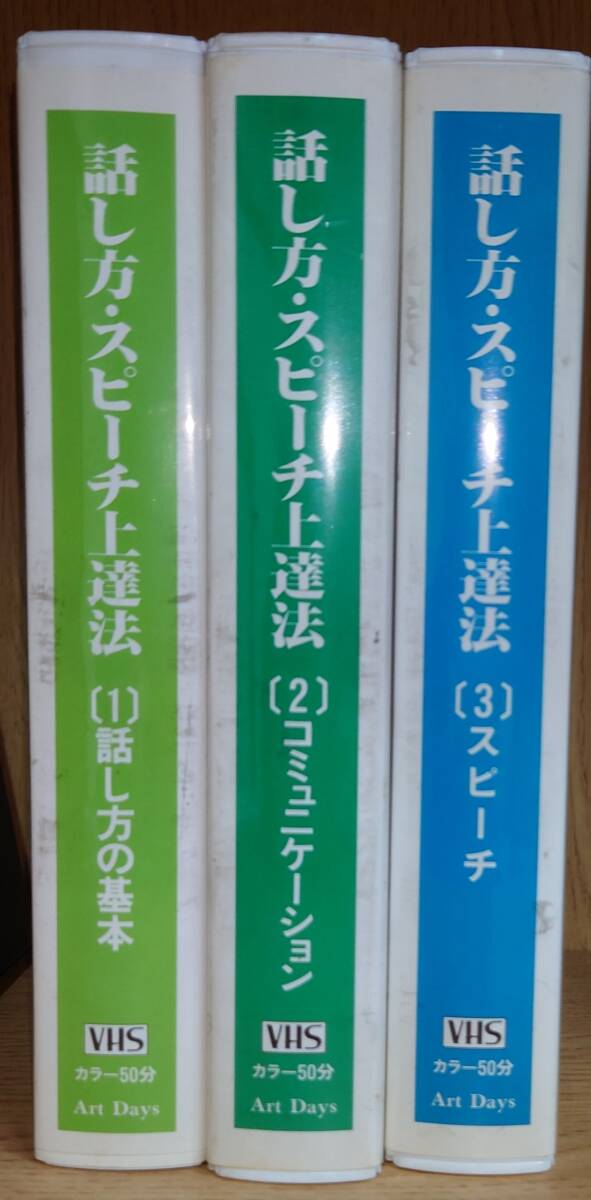 話し方・スピーチ上達法
〔1〕話し方の基本
VHS
カラー50分
Art Days
話し方・スピーチ上達法
〔2〕コミュニケーション
VHS
カラー50分
Art Days
話し方・スピーチ上達法
〔3〕スピーチ
VHS
カラー50分
Art Days